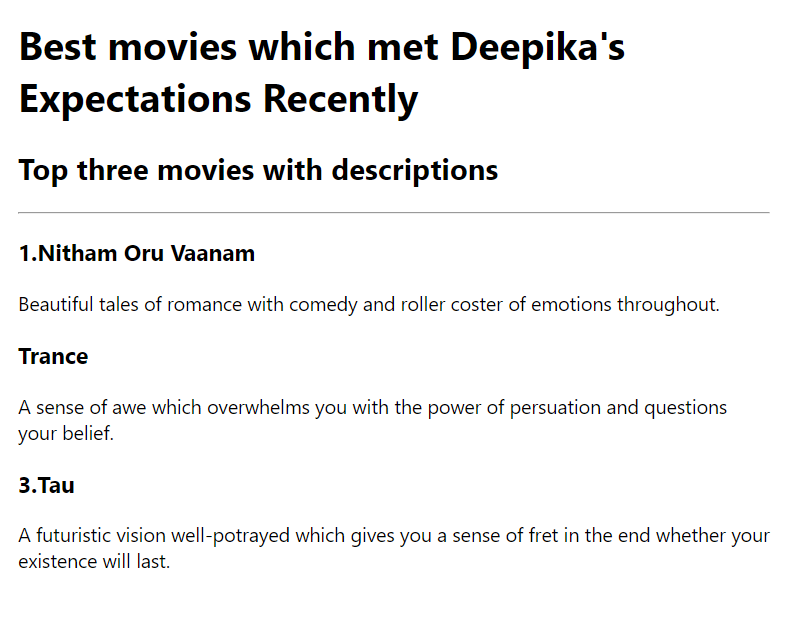 Best movies which met Deepika's
Expectations Recently
Top three movies with descriptions
1.Nitham Oru Vaanam
Beautiful tales of romance with comedy and roller coster of emotions throughout.
Trance
A sense of awe which overwhelms you with the power of persuation and questions
your belief.
3.Tau
A futuristic vision well-potrayed which gives you a sense of fret in the end whether your
existence will last.